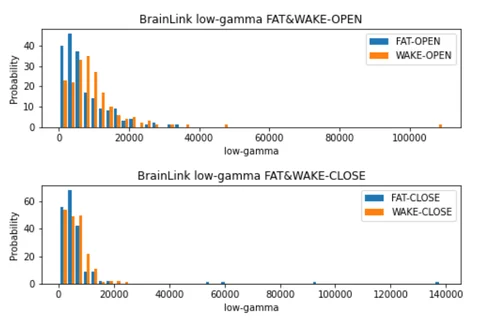 BrainLink low-gamma FAT&WAKE-OPEN
FAT-OPEN
WAKE-OPEN
Probability
40
30
20
10
0
0 20000 40000 60000 80000 100000
low-gamma
BrainLink low-gamma FAT&WAKE-CLOSE
FAT-CLOSE
WAKE-CLOSE
Probability
60
40
20
0
0 20000 40000 60000 80000 100000 120000 140000
low-gamma